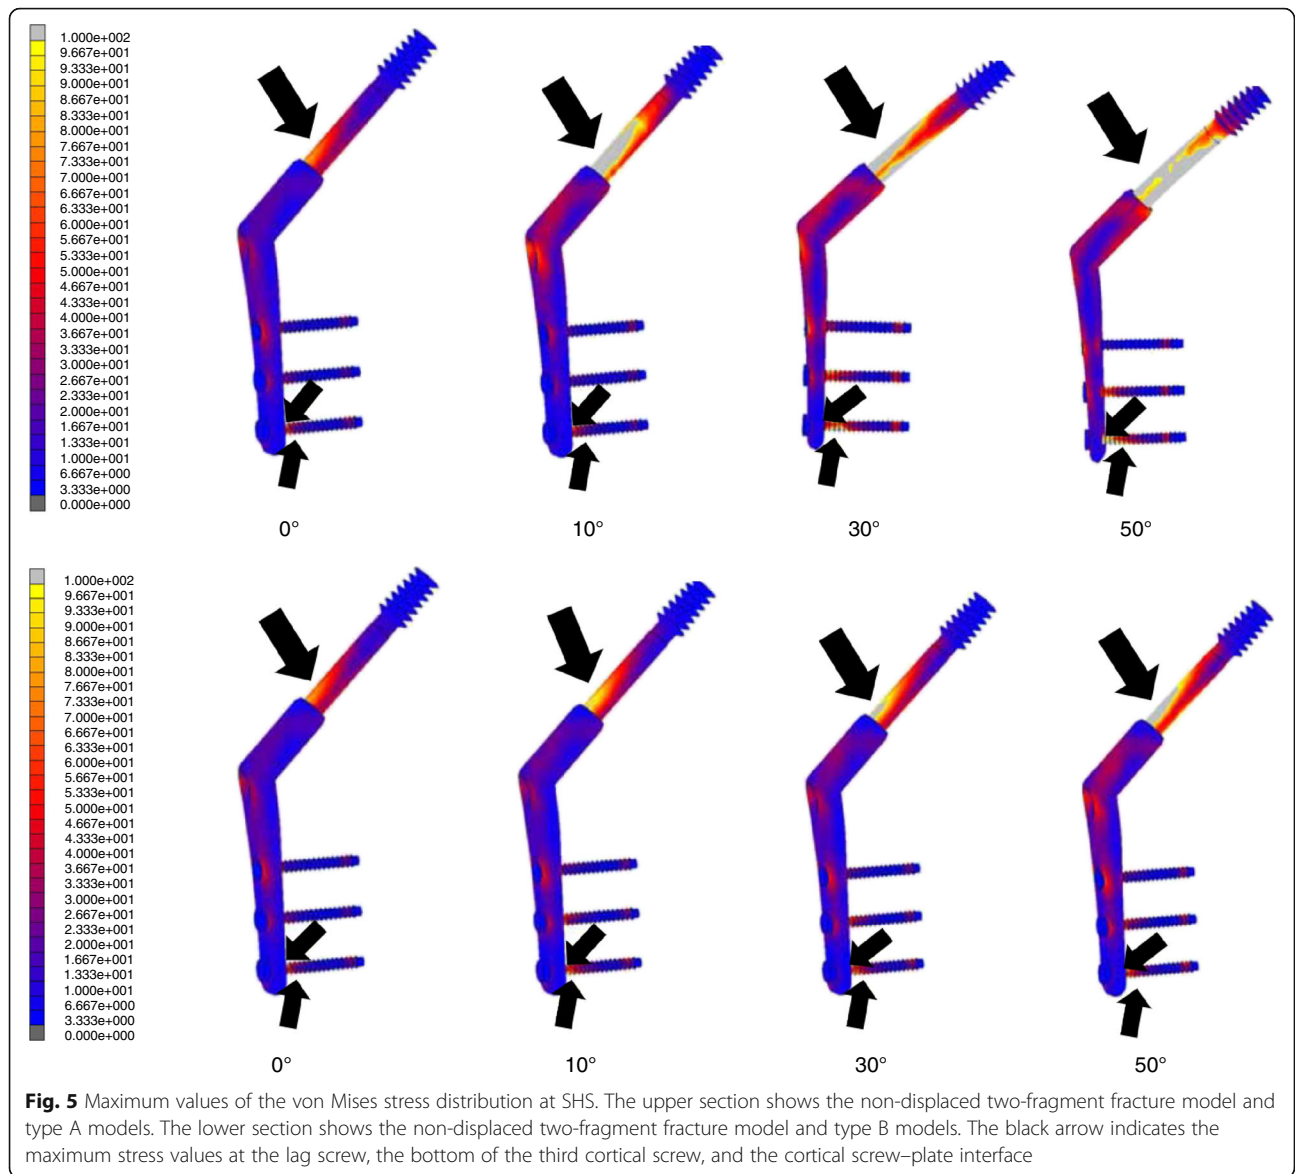 1.000e+002
9.667e+001
9.333e+001
9.000e+001
8.667e+001
8.333e+001
8.000e+001
7.667e+001
7.333e+001
7.000e+001
6.667e+001
6.333e+001
6.000e+001
5.667e+001
5.333e+001
5.000e+001
4.667e+001
4.333e+001
4.000e+001
3.667e+001
3.333e+001
3.000e+001
2.667e+001
2.333e+001
2.000e+001
1.667e+001
1.333e+001
1.000e+001
6.667e+000
3.333e+000
0.000e+000
0°
10°
30°
50°
1.000e+002
9.667e+001
9.333e+001
9.000e+001
8.667e+001
8.333e+001
8.000e+001
7.667e+001
7.333e+001
7.000e+001
6.667e+001
6.333e+001
6.000e+001
5.667e+001
5.333e+001
5.000e+001
4.667e+001
4.333e+001
4.000e+001
3.667e+001
3.333e+001
3.000e+001
2.667e+001
2.333e+001
2.000e+001
1.667e+001
1.333e+001
1.000e+001
6.667e+000
3.333e+000
0.000e+000
0°
10°
30°
50°
Fig. 5 Maximum values of the von Mises stress distribution at SHS. The upper section shows the non-displaced two-fragment fracture model and
type A models. The lower section shows the non-displaced two-fragment fracture model and type B models. The black arrow indicates the
maximum stress values at the lag screw, the bottom of the third cortical screw, and the cortical screw–plate interface